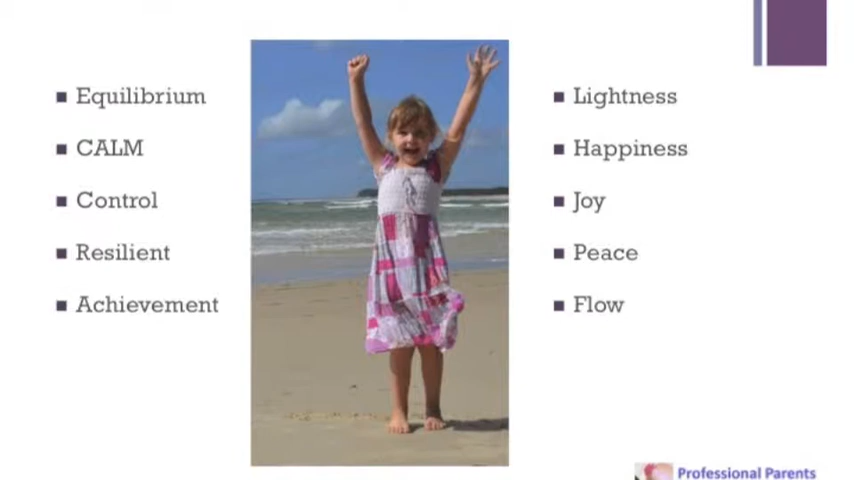 Equilibrium
CALM
Control
Resilient
Achievement
Lightness
Happiness
Joy
Peace
Flow
Professional Parents